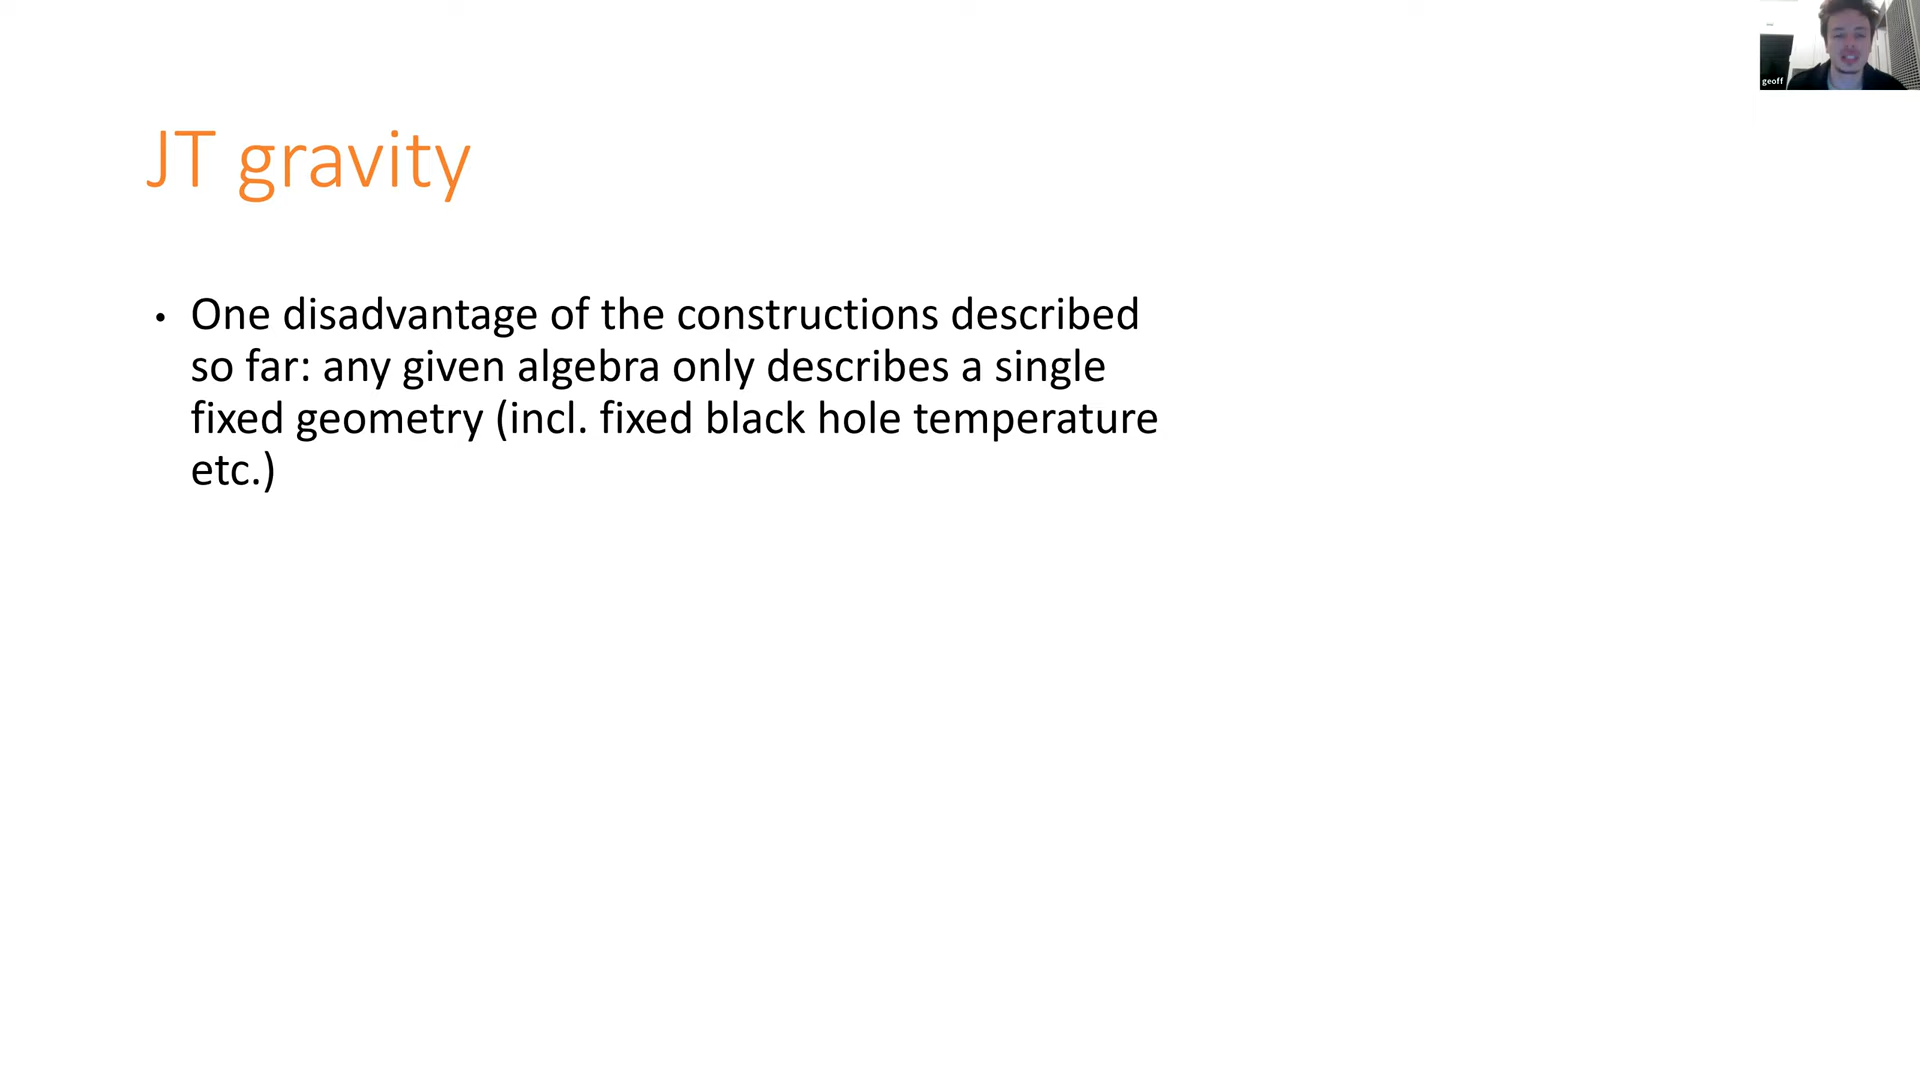 geoff
JT gravity
• One disadvantage of the constructions described
so far: any given algebra only describes a single
fixed geometry (incl. fixed black hole temperature
etc.)